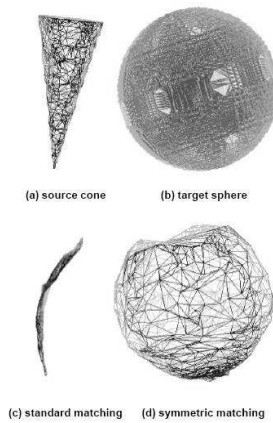 (a) source cone
(b) target sphere
(c) standard matching
(d) symmetric matching